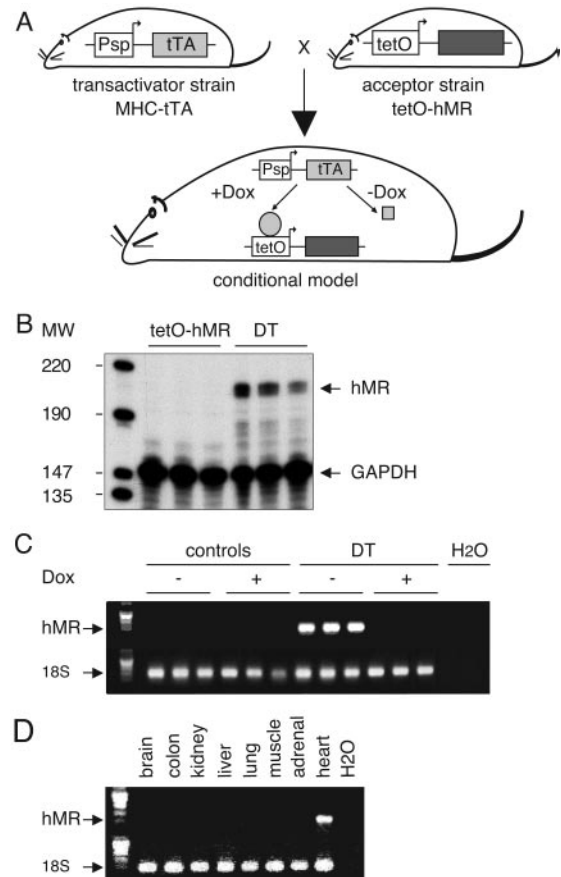 A
Psp tTA
X
tetO
transactivator strain
MHC-tTA
acceptor strain
tetO-hMR
Psp tTA
+Dox -Dox
tetO
conditional model
B
MW tetO-hMR DT
220
hMR
190
147 GAPDH
135
C
controls DT H2O
Dox - + - +
hMR
18S
D
brain colon kidney liver lung muscle adrenal heart H2O
hMR
18S